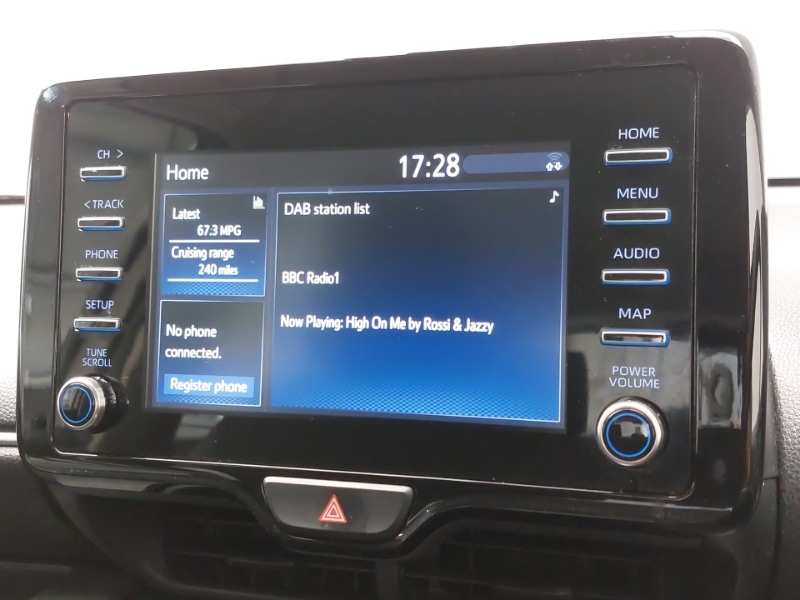 CH >
< TRACK
PHONE
SETUP
TUNE
SCROLL
Home
17:28
Latest
67.3 MPG
Cruising range
240 miles
No phone
connected.
Register phone
DAB station list
BBC Radio1
Now Playing: High On Me by Rossi & Jazzy
HOME
MENU
AUDIO
MAP
POWER
VOLUME